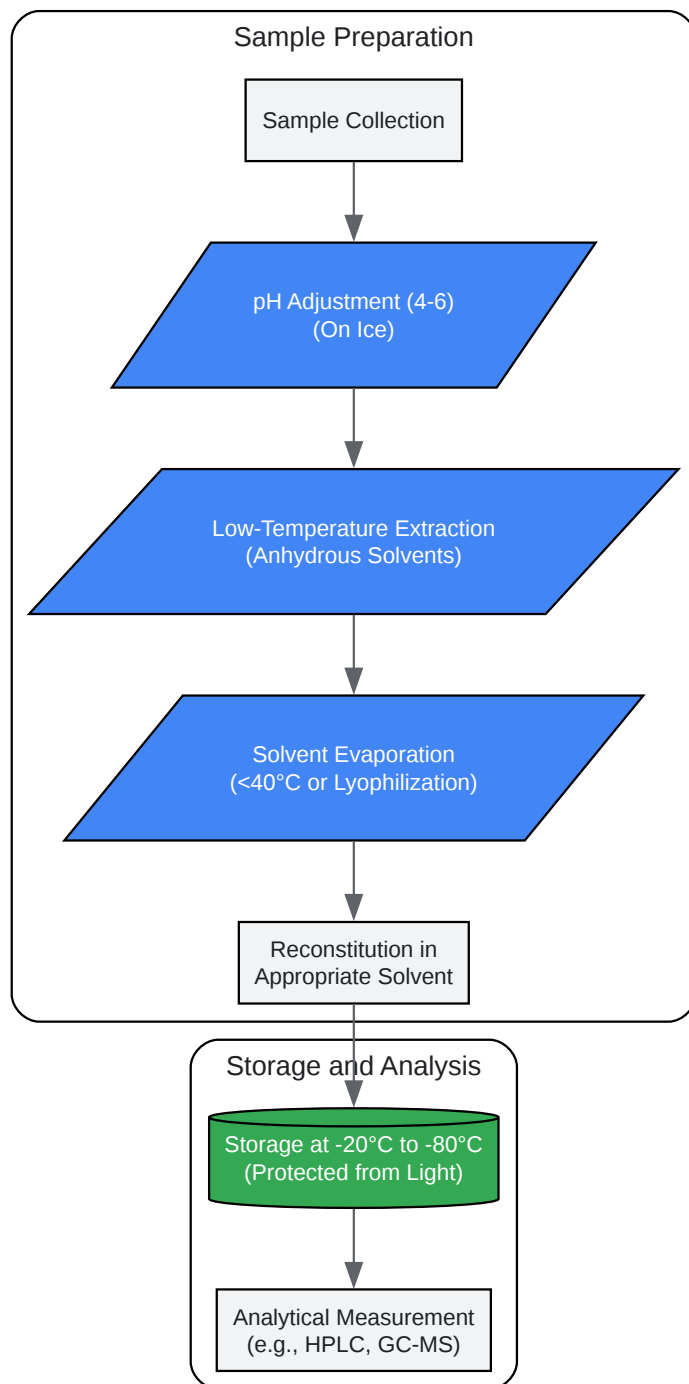 Sample Preparation
Sample Collection
pH Adjustment (4-6)
(On Ice)
Low-Temperature Extraction
(Anhydrous Solvents)
Solvent Evaporation
(<40°C or Lyophilization)
Reconstitution in
Appropriate Solvent
Storage and Analysis
Storage at -20°C to -80°C
(Protected from Light)
Analytical Measurement
(e.g., HPLC, GC-MS)